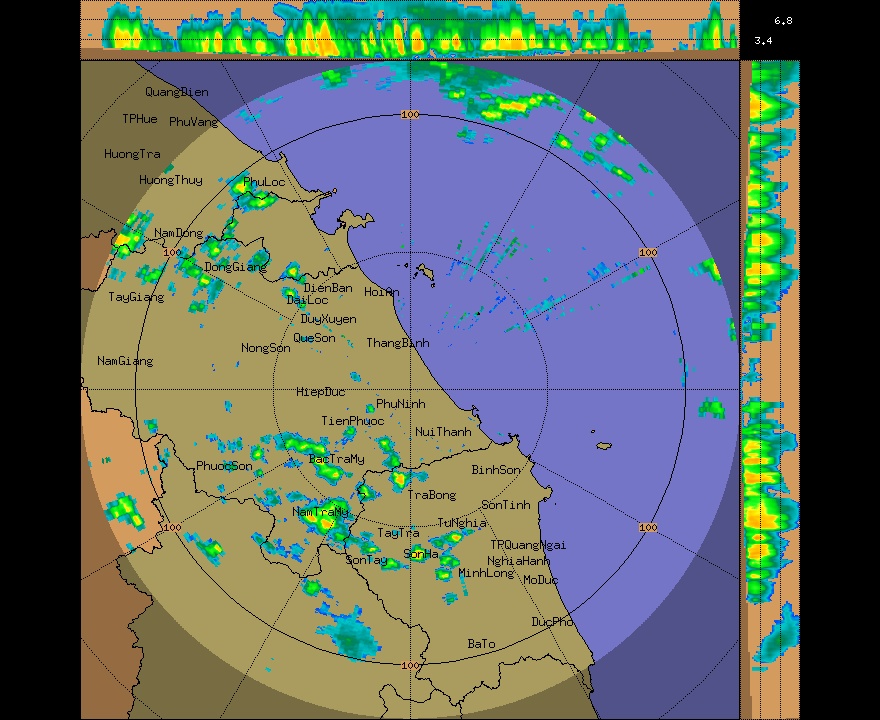 6.8
3.4
QuangDien
100
TPHue PhuVang
HuongTra
HuongThuy PhuLoc
NamDong
100 100
DongGiang
DienBan
TayGiang DaiLoc HoiAn
DuyXuyen
QueSon
NongSon ThangBinh
NamGiang
HiepDuc
PhuNinh
TienPhuoc
NuiThanh
BacTraMy
PhuocSon BinhSon
TraBong
SonTinh
NamTraMy
100 TuNghia 100
TayTra
TPQuangNgai
SonHa
SonTay NghiaHanh
MinhLong
MoDuc
DucPho
BaTo
100